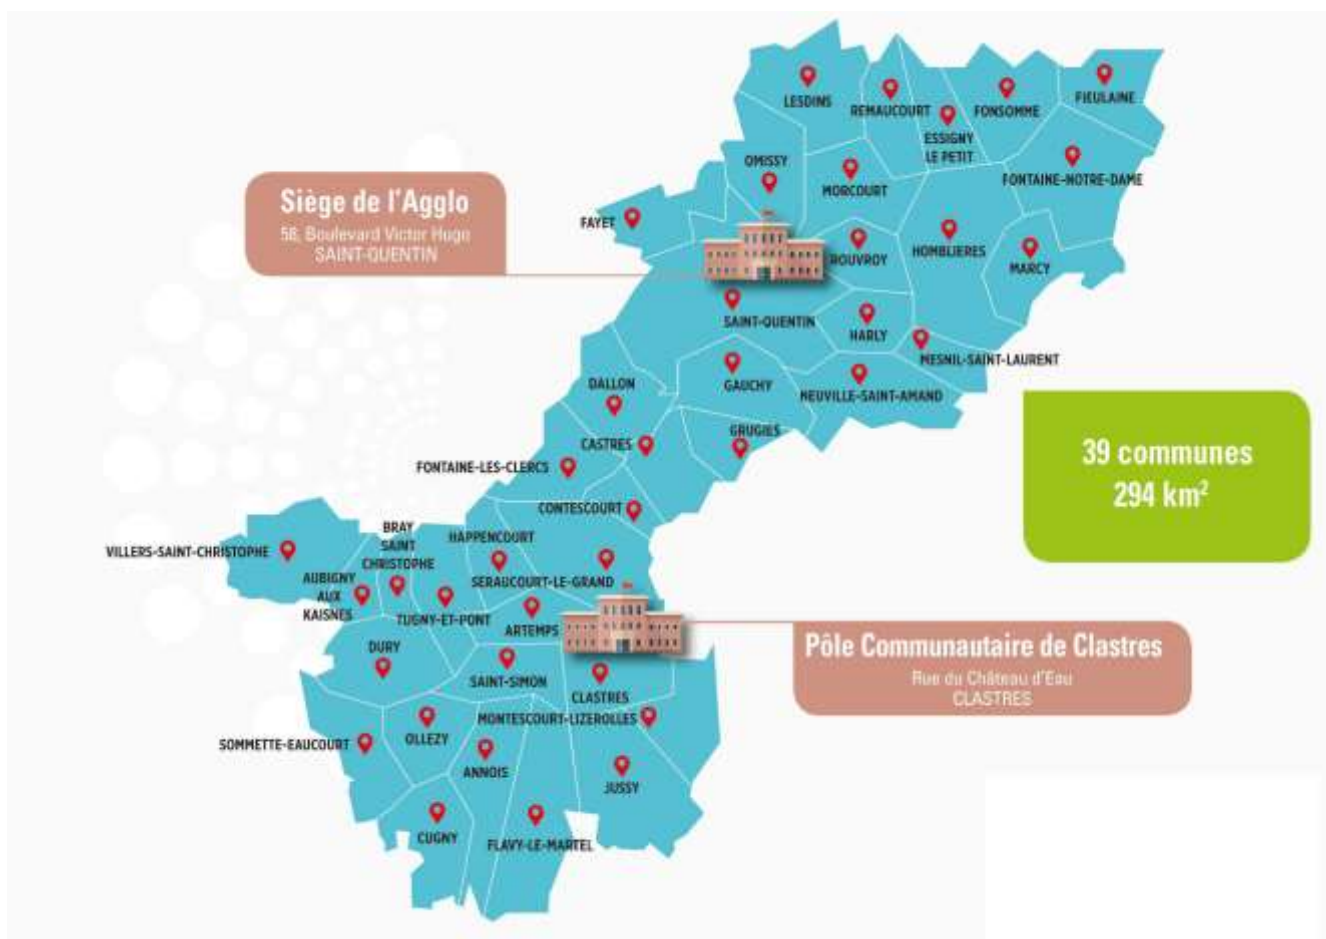 LESDINS
REMAUCOURT
ESSIGNY
LE PETIT
FONSOMME
FIEULAINE
OMISSY
MORCOURT
FONTAINE-NOTRE-DAME
Siège de l'Agglo
58, Boulevard Victor Hugo
SAINT-QUENTIN
FAYET
ROUVROY
HOMBLIERES
MARCY
SAINT-QUENTIN
HARLY
MESNIL-SAINT-LAURENT
GAUCHY
NEUVILLE-SAINT-AMAND
DALLON
CASTRES
GRUGIES
39 communes
294 km²
FONTAINE-LES-CLERCS
CONTESCOURT
BRAY
SAINT
CHRISTOPHE
HAPPENCOURT
VILLERS-SAINT-CHRISTOPHE
AUBIGNY
AUX
KAISNES
SERAUCOURT-LE-GRAND
TUGNY-ET-PONT
ARTEMPS
DURY
SAINT-SIMON
CLASTRES
Pôle Communautaire de Clastres
Rue du Château d'Eau
CLASTRES
MONTESCOURT-LIZEROLLES
SOMMETTE-EAUCOURT
OLLEZY
ANNOIS
JUSSY
CUGNY
FLAVY-LE-MARTEL